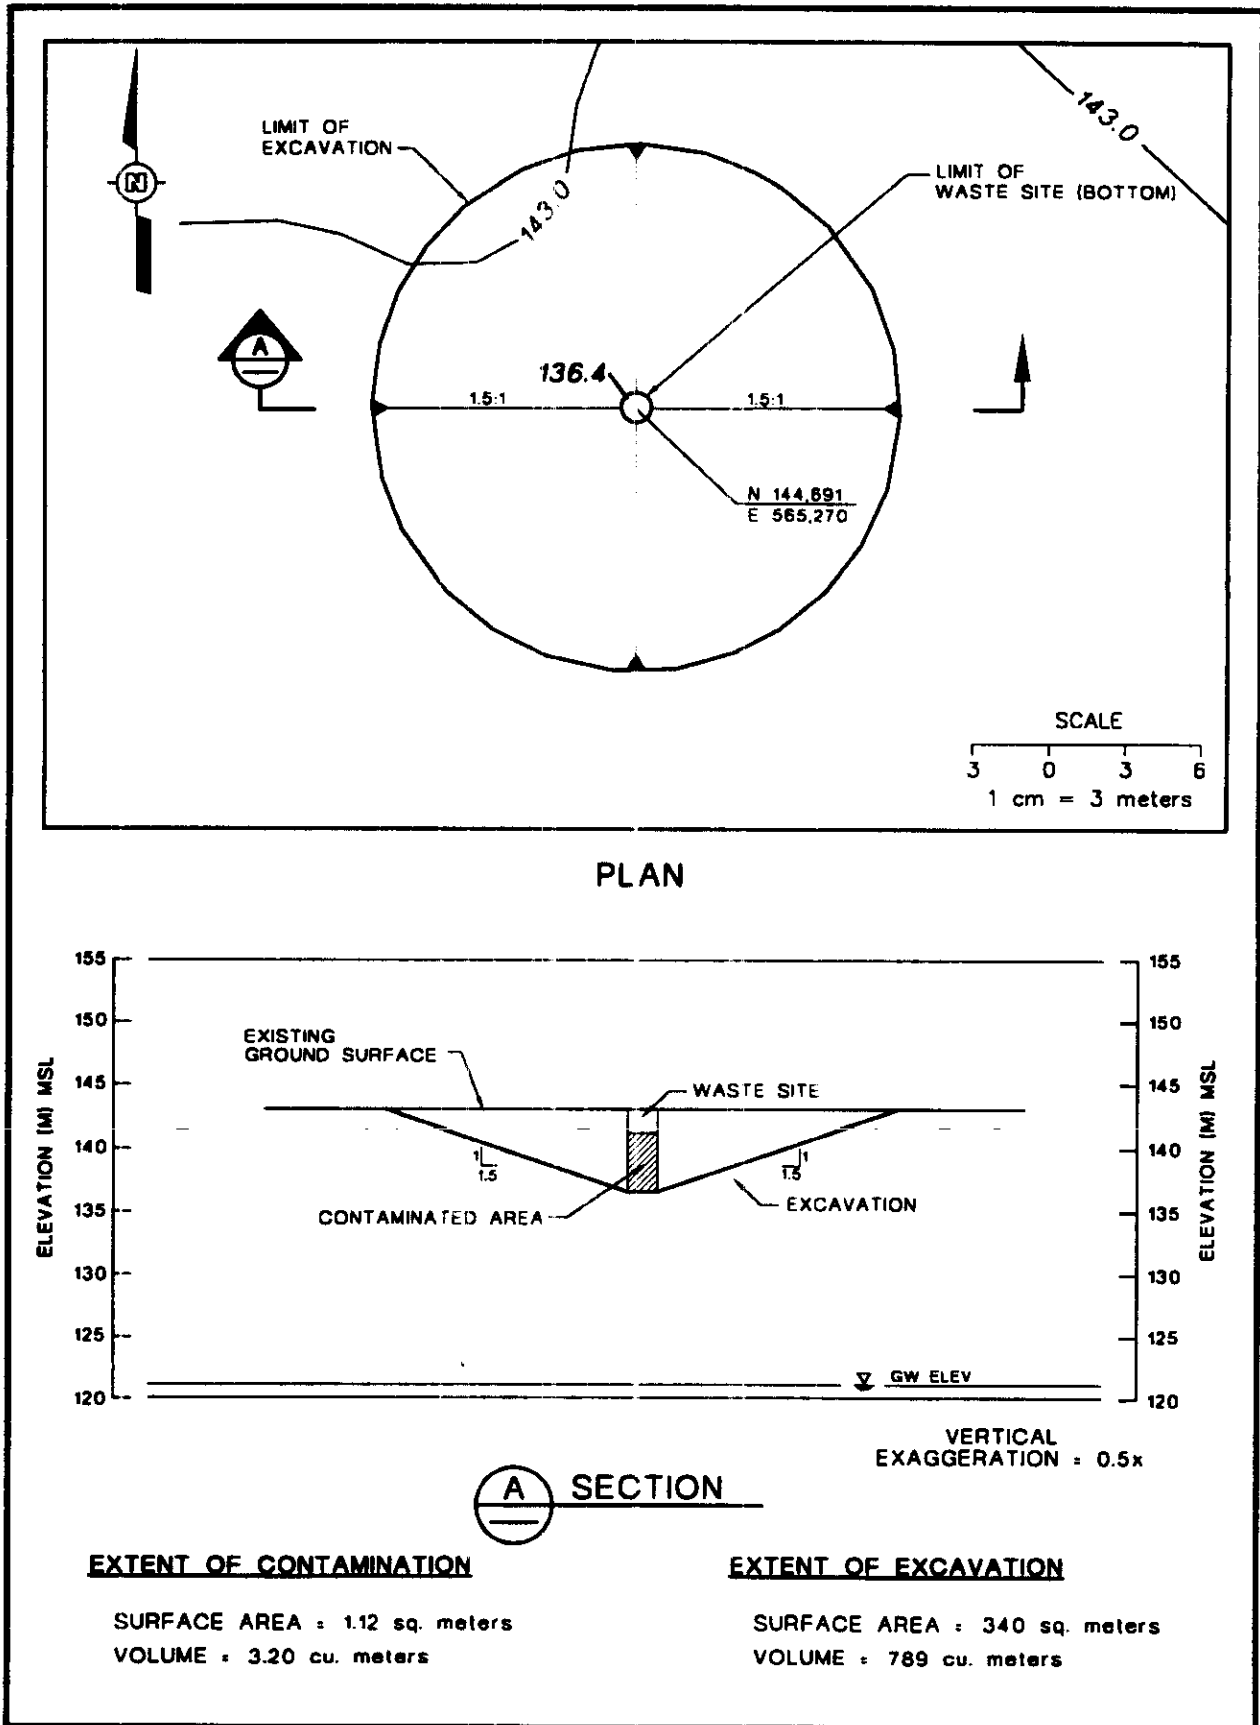 LIMIT OF
EXCAVATION
N
143.0
143.0
LIMIT OF
WASTE SITE (BOTTOM)
A
136.4
1.5:1
1.5:1
N 144,691
E 565,270
SCALE
3 0 3 6
1 cm = 3 meters
PLAN
ELEVATION (M) MSL
155
150
145
140
135
130
125
120
EXISTING
GROUND SURFACE
WASTE SITE
1
1.5
1
1.5
CONTAMINATED AREA
EXCAVATION
GW ELEV
155
150
145
140
135
130
125
120
ELEVATION (M) MSL
VERTICAL
EXAGGERATION = 0.5x
A SECTION
EXTENT OF CONTAMINATION
SURFACE AREA = 1.12 sq. meters
VOLUME = 3.20 cu. meters
EXTENT OF EXCAVATION
SURFACE AREA = 340 sq. meters
VOLUME = 789 cu. meters